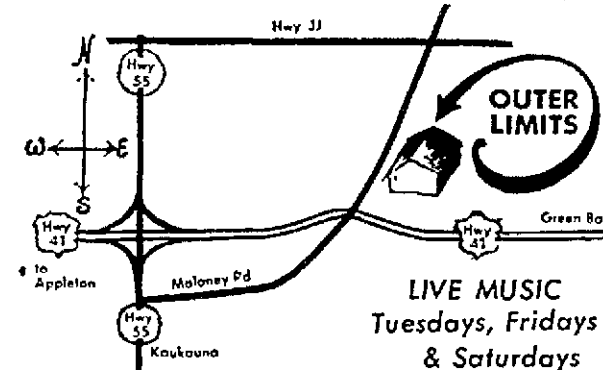 Hwy JJ
N
Hwy
55
OUTER
LIMITS
W E
S
Hwy
41
Green Ba
Hwy
41
to
Appleton
Maloney Rd
LIVE MUSIC
Tuesdays, Fridays
& Saturdays
Hwy
55
Kaukauna